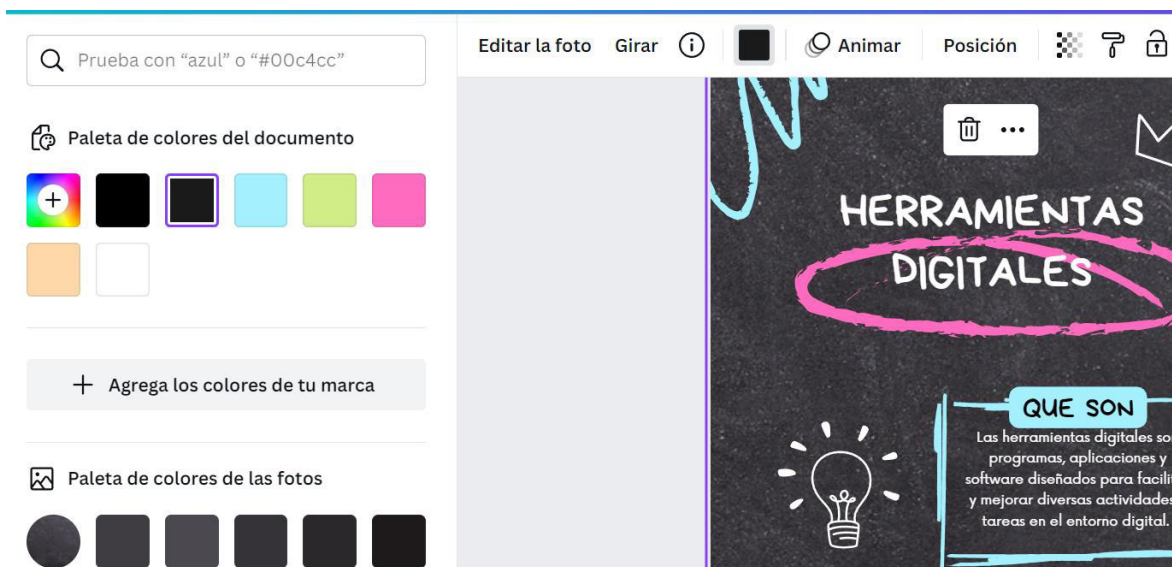 Prueba con “azul” o “#00c4cc”
Editar la foto Girar Animar Posición
Paleta de colores del documento
Agrega los colores de tu marca
Paleta de colores de las fotos
HERRAMIENTAS
DIGITALES
QUE SON
Las herramientas digitales
programas, aplicaciones y
software diseñados para
y mejorar diversas actividades
tareas en el entorno digital.